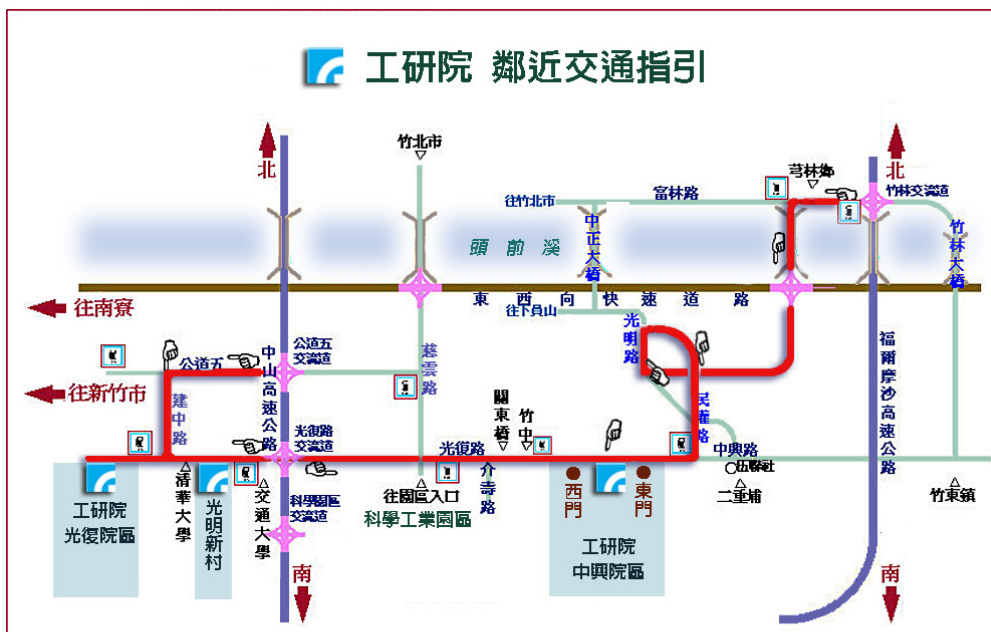 工研院 鄰近交通指引
北
竹北市
芎林鄉
北
竹林交流道
往竹北市
富林路
中正大橋
竹林大橋
頭前溪
東西向快速道路
往南寮
往下員山
光明路
公道五
公道五
交流道
中山高速公路
慈雲路
福爾摩沙高速公路
往新竹市
建中路
關東橋
竹中
民權路
光復路
交流道
光復路
介壽路
中興路
伍聯社
二重埔
竹東鎮
工研院
光復院區
清華大學
光明新村
交通大學
科學園區
交流道
往園區入口
科學工業園區
西門
東門
工研院
中興院區
南
南